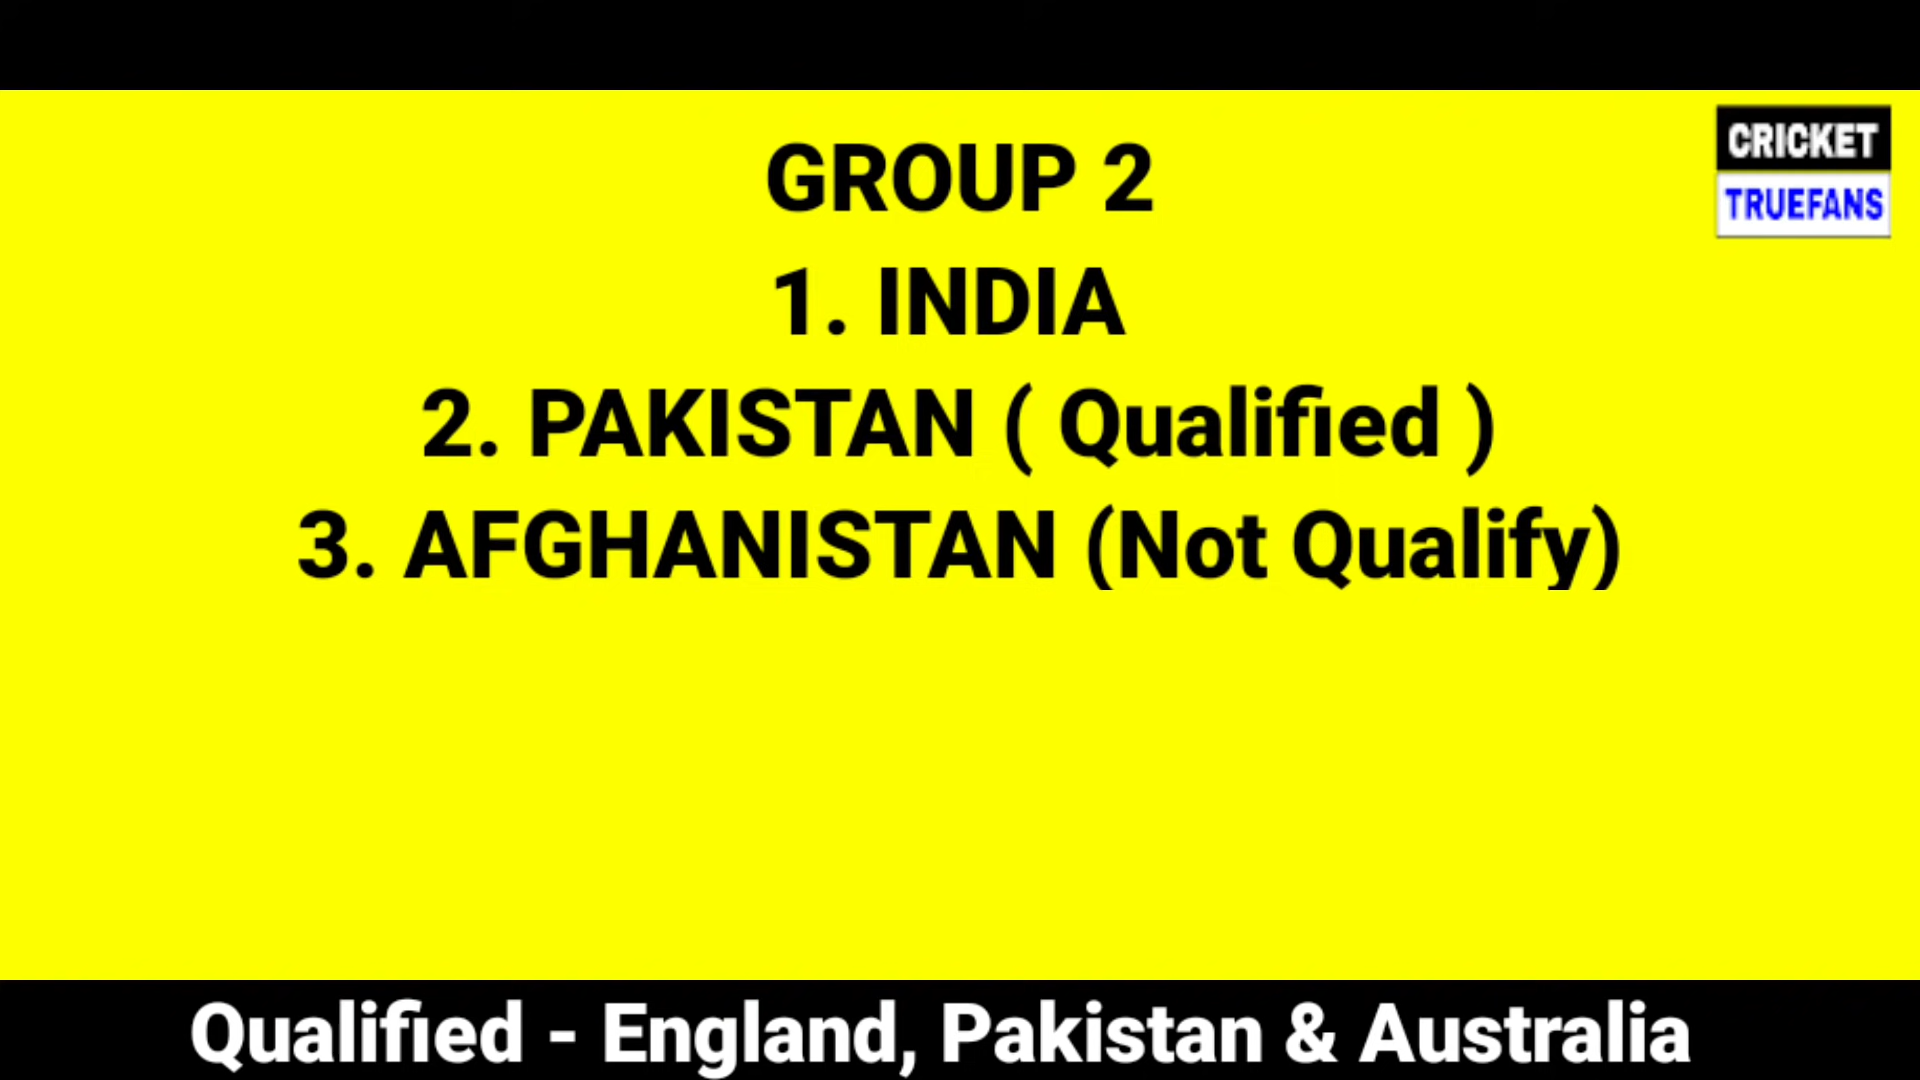 GROUP 2
CRICKET
TRUEFANS
1. INDIA
2. PAKISTAN ( Qualified )
3. AFGHANISTAN (Not Qualify)
Qualified - England, Pakistan & Australia